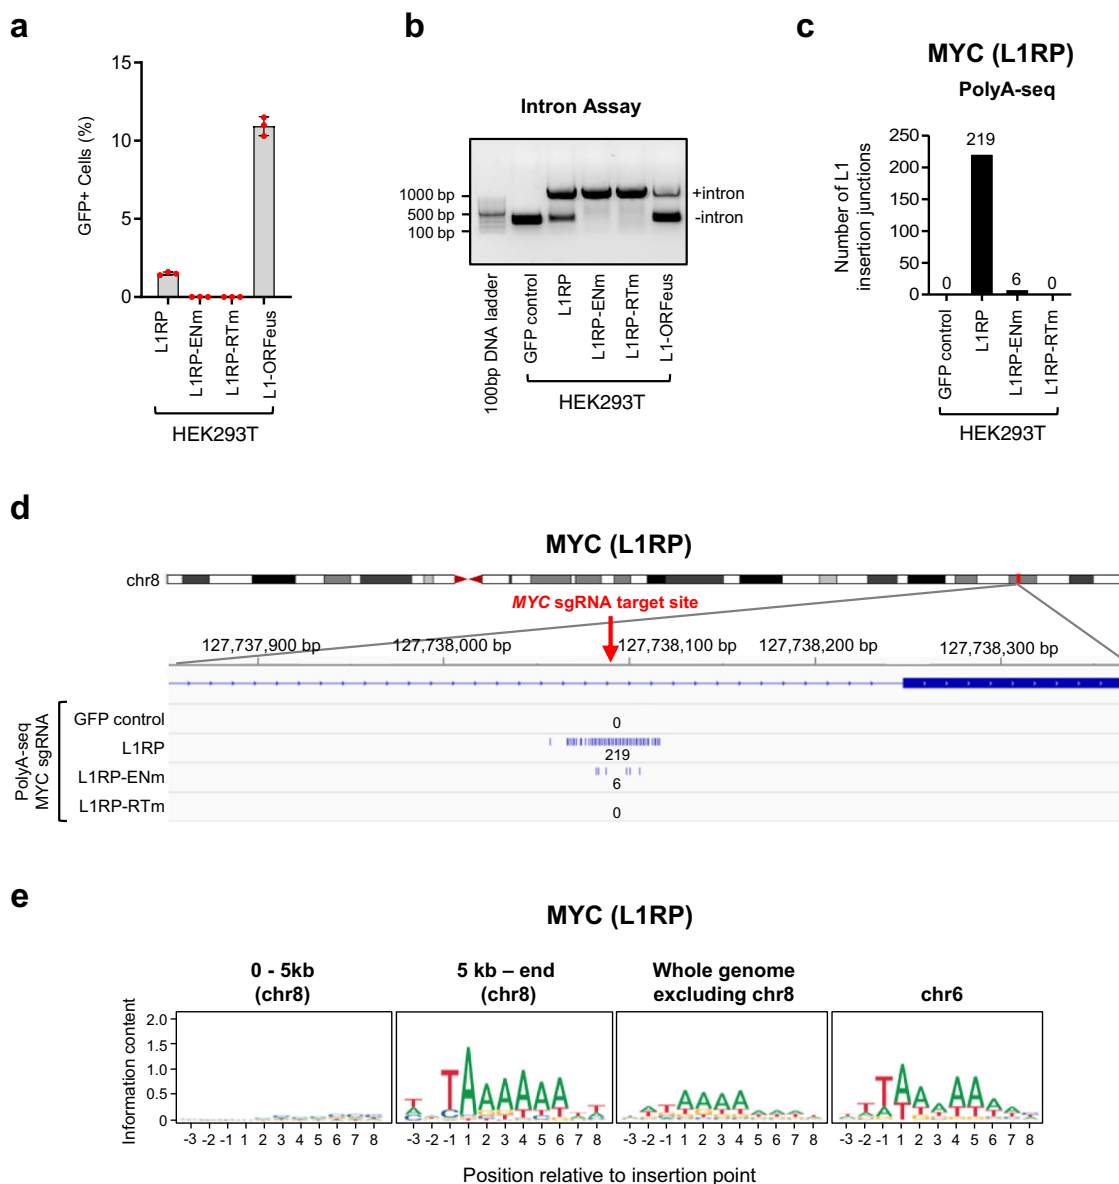 a
15
10
5
0
GFP+ Cells (%)
L1RP
L1RP-ENm
L1RP-RTm
L1-ORFeus
HEK293T
b
Intron Assay
1000 bp
500 bp
100 bp
+intron
-intron
100bp DNA ladder
GFP control
L1RP
L1RP-ENm
L1RP-RTm
L1-ORFeus
HEK293T
c
MYC (L1RP)
PolyA-seq
Number of L1
insertion junctions
250
200
150
100
50
0
0
219
6
0
GFP control
L1RP
L1RP-ENm
L1RP-RTm
HEK293T
d
MYC (L1RP)
chr8
MYC sgRNA target site
127,737,900 bp
127,738,000 bp
127,738,100 bp
127,738,200 bp
127,738,300 bp
PolyA-seq
MYC sgRNA
GFP control
0
L1RP
219
L1RP-ENm
6
L1RP-RTm
0
e
MYC (L1RP)
0 - 5kb
(chr8)
5 kb – end
(chr8)
Whole genome
excluding chr8
chr6
Information content
2.0
1.5
1.0
0.5
0
TAAAAAA
AAAA
TAAAAA
-3 -2 -1 1 2 3 4 5 6 7 8
-3 -2 -1 1 2 3 4 5 6 7 8
-3 -2 -1 1 2 3 4 5 6 7 8
-3 -2 -1 1 2 3 4 5 6 7 8
Position relative to insertion point